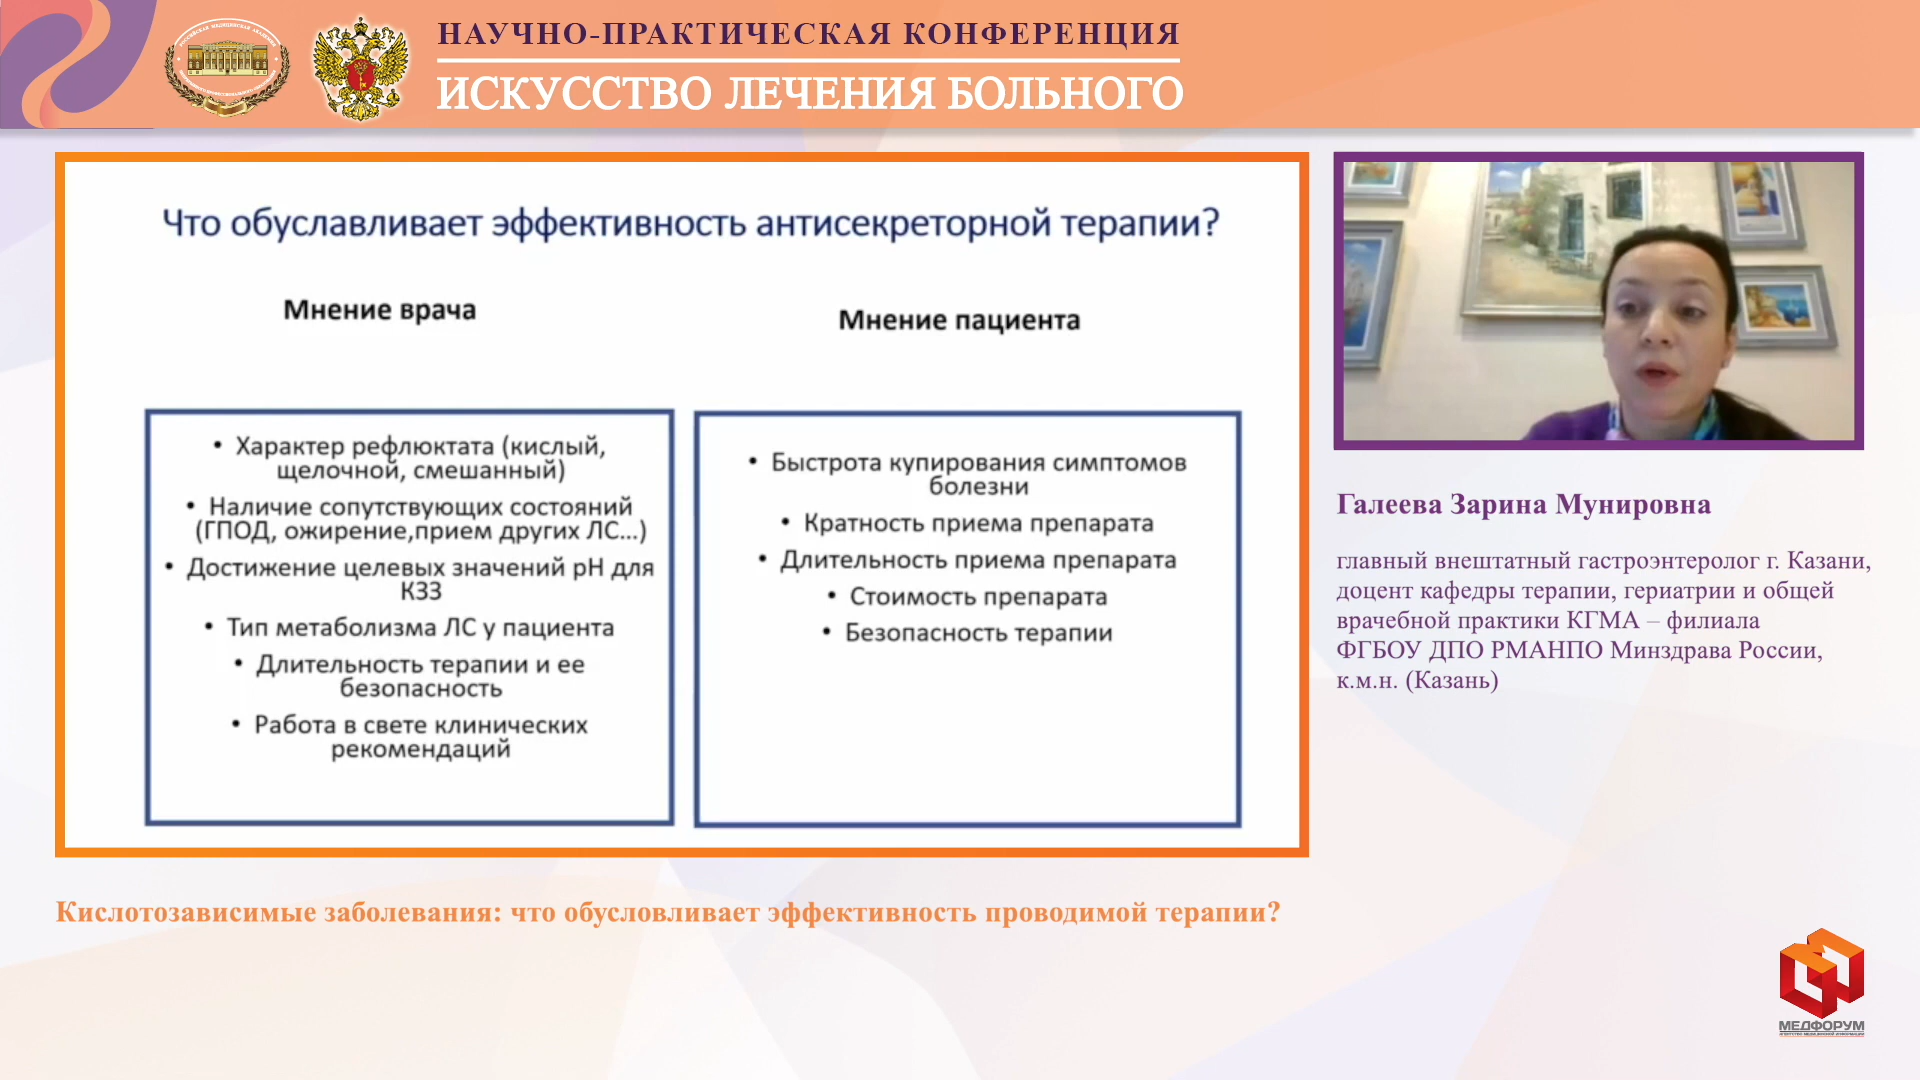 НАУЧНО-ПРАКТИЧЕСКАЯ КОНФЕРЕНЦИЯ
ИСКУССТВО ЛЕЧЕНИЯ БОЛЬНОГО
Что обуславливает эффективность антисекреторной терапии?
Мнение врача
• Характер рефлюктата (кислый,
щелочной, смешанный)
• Наличие сопутствующих состояний
(ГПОД, ожирение,прием других ЛС...)
• Достижение целевых значений pH для
КЗЗ
• Тип метаболизма ЛС у пациента
• Длительность терапии и ее
безопасность
• Работа в свете клинических
рекомендаций
Мнение пациента
• Быстрота купирования симптомов
болезни
• Кратность приема препарата
• Длительность приема препарата
• Стоимость препарата
• Безопасность терапии
Галеева Зарина Мунировна
главный внештатный гастроэнтеролог г. Казани,
доцент кафедры терапии, гериатрии и общей
врачебной практики КГМА – филиала
ФГБОУ ДПО РМАНПО Минздрава России,
к.м.н. (Казань)
Кислотозависимые заболевания: что обусловливает эффективность проводимой терапии?
МЕДФОРУМ